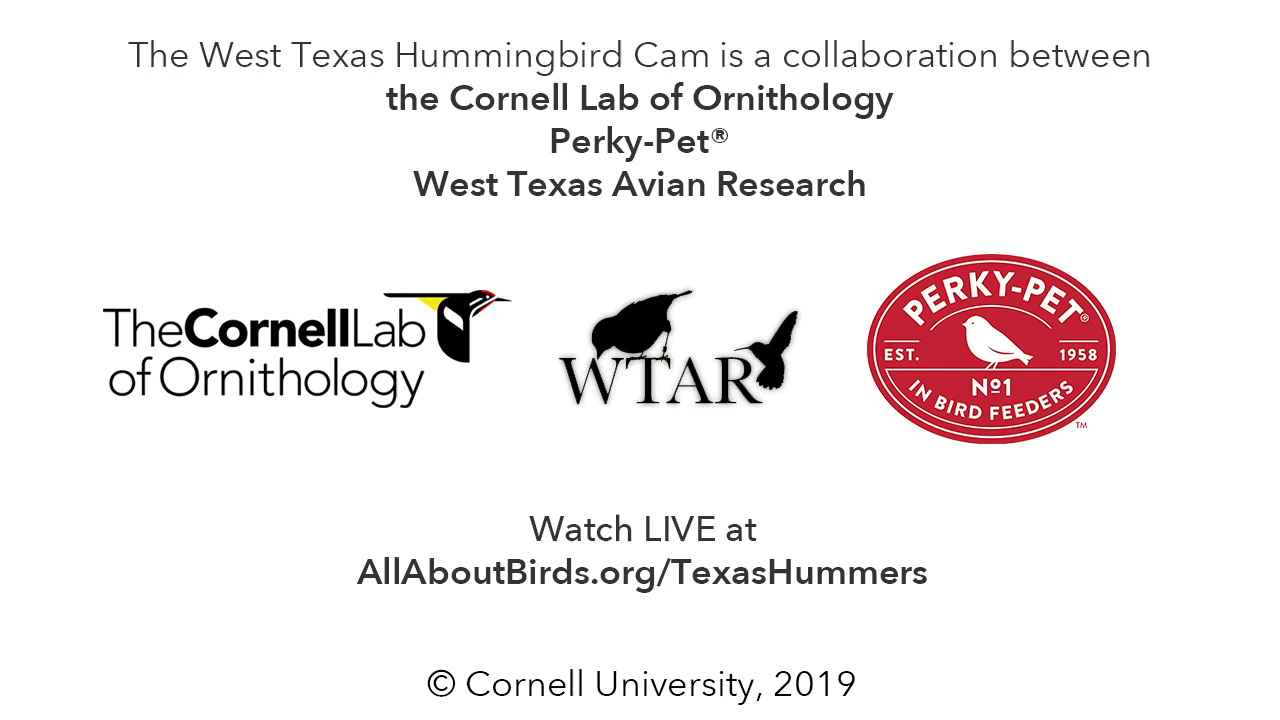 The West Texas Hummingbird Cam is a collaboration between
the Cornell Lab of Ornithology
Perky-Pet®
West Texas Avian Research
TheCornellLab
of Ornithology
WTAR
PERKY-PET®
EST. 1958
Nº1
IN BIRD FEEDERS
™
Watch LIVE at
AllAboutBirds.org/TexasHummers
© Cornell University, 2019